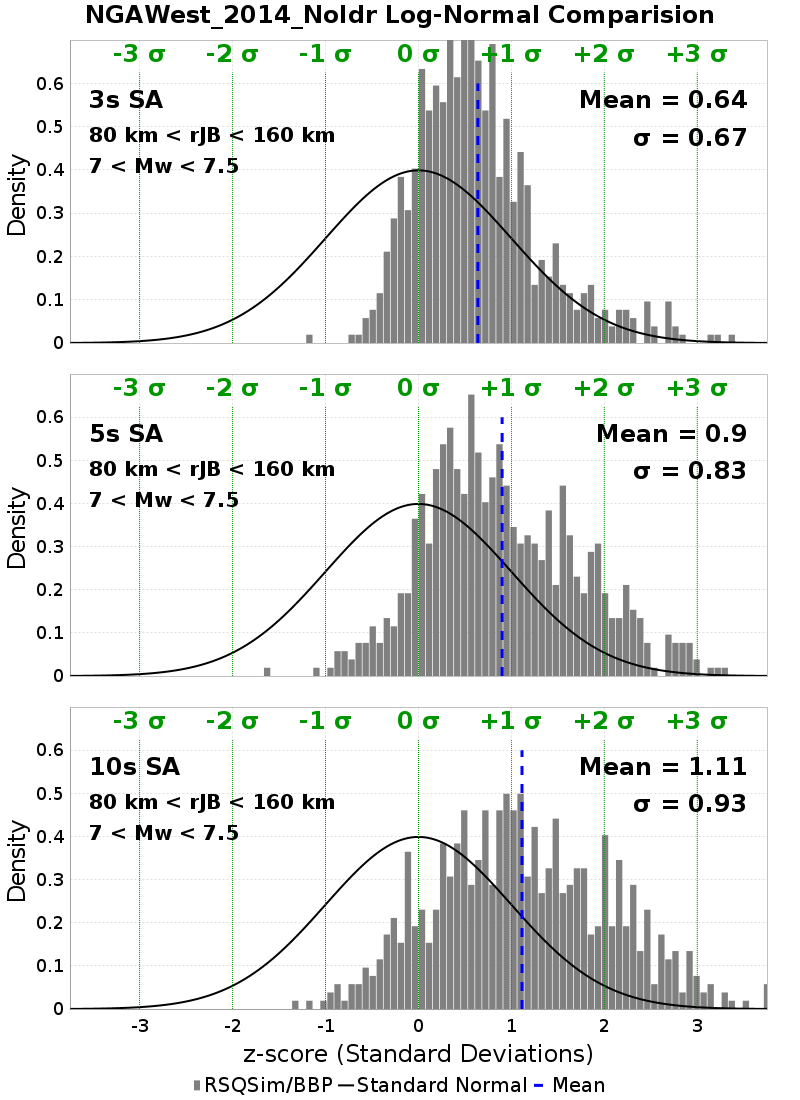 NGAWest_2014_NoIdr Log-Normal Comparision
-3 σ -2 σ -1 σ 0 σ +1 σ +2 σ +3 σ
0.6
3s SA Mean = 0.64
0.5
80 km < rJB < 160 km σ = 0.67
7 < Mw < 7.5
0.4
Density
0.3
0.2
0.1
0
-3 σ -2 σ -1 σ 0 σ +1 σ +2 σ +3 σ
0.6
5s SA Mean = 0.9
0.5
80 km < rJB < 160 km σ = 0.83
7 < Mw < 7.5
0.4
Density
0.3
0.2
0.1
0
-3 σ -2 σ -1 σ 0 σ +1 σ +2 σ +3 σ
0.6
10s SA Mean = 1.11
0.5
80 km < rJB < 160 km σ = 0.93
7 < Mw < 7.5
0.4
Density
0.3
0.2
0.1
0
-3 -2 -1 0 1 2 3
z-score (Standard Deviations)
RSQSim/BBP Standard Normal Mean